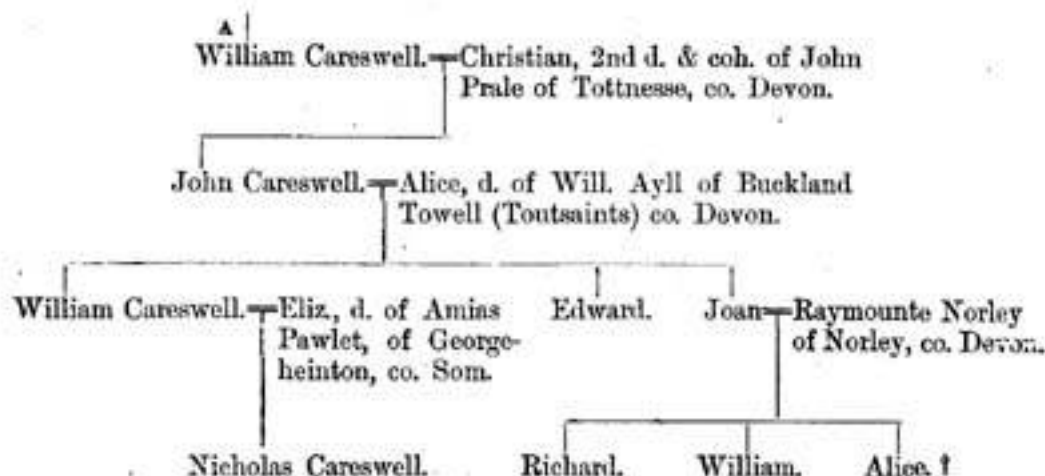 A
William Careswell. Christian, 2nd d. & coh. of John
Prale of Tottnesse, co. Devon.
John Careswell. Alice, d. of Will. Ayll of Buckland
Towell (Toutsaints) co. Devon.
William Careswell. Eliz., d. of Amias
Pawlet, of George-
heinton, co. Som.
Edward.
Joan Raymounte Norley
of Norley, co. Devon.
Nicholas Careswell. Richard. William. Alice. †